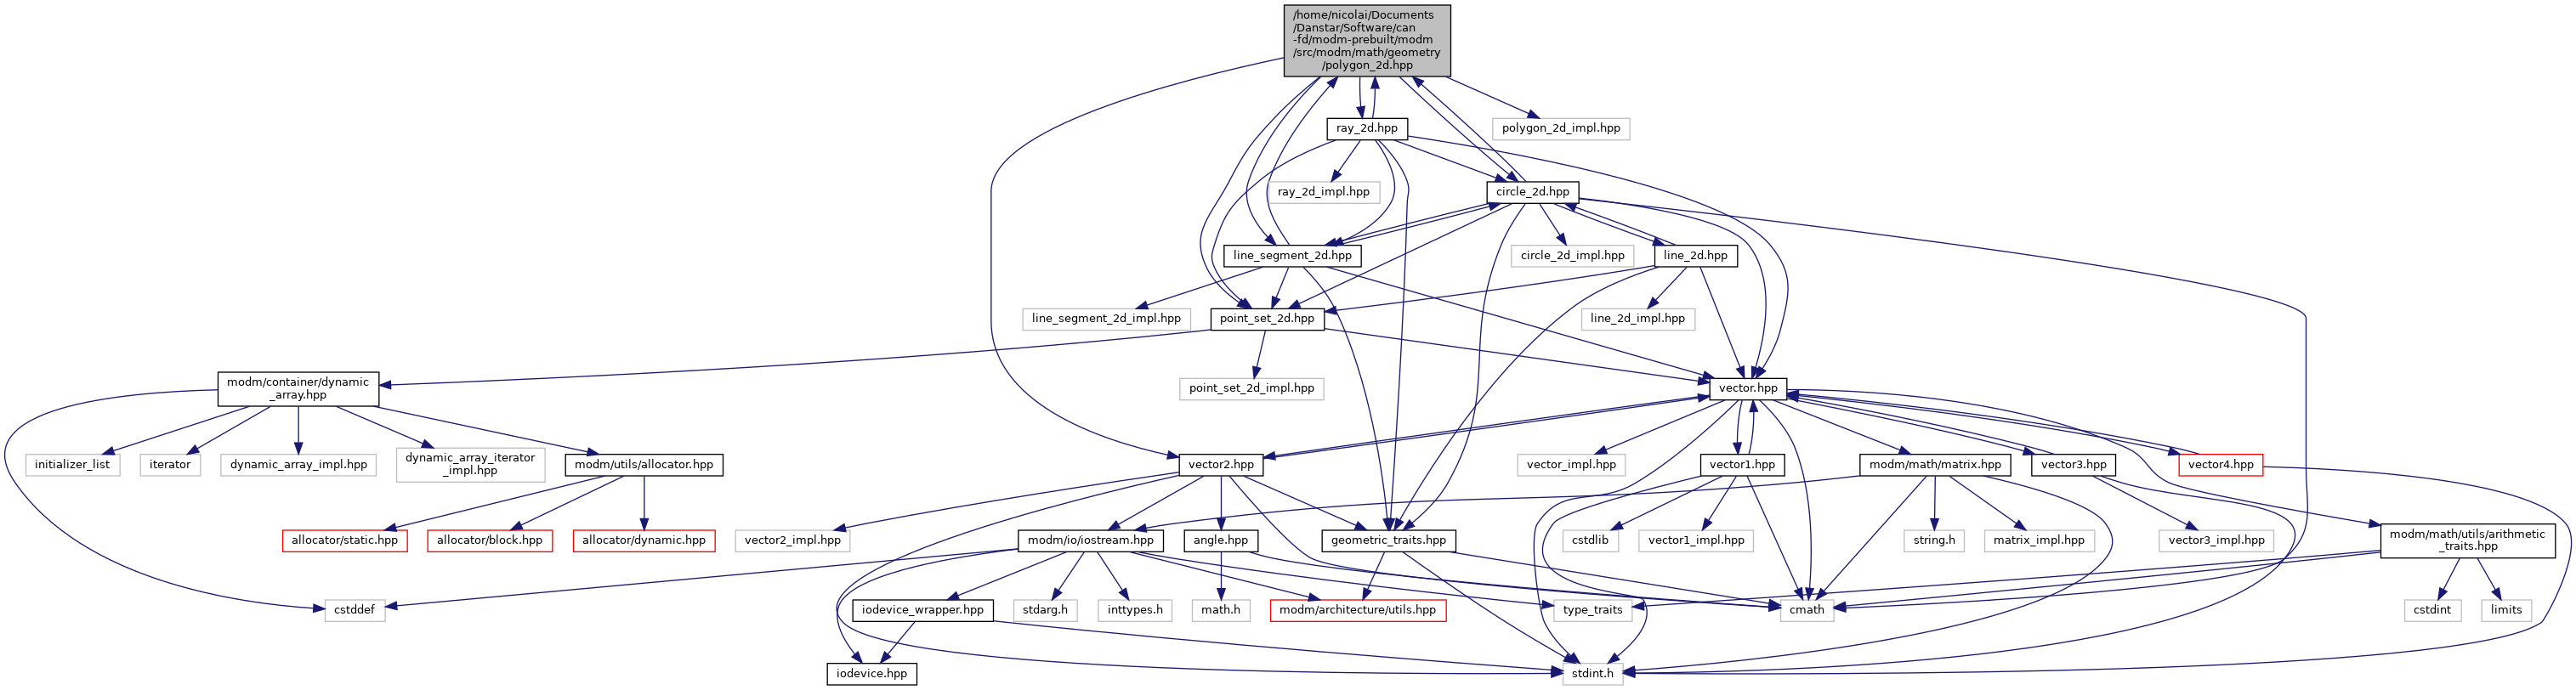 /home/nicolai/Documents
/Danstar/Software/can
-fd/modm-prebuilt/modm
/src/modm/math/geometry
/polygon_2d.hpp
ray_2d.hpp
polygon_2d_impl.hpp
ray_2d_impl.hpp
circle_2d.hpp
line_segment_2d.hpp
circle_2d_impl.hpp
line_2d.hpp
line_segment_2d_impl.hpp
point_set_2d.hpp
line_2d_impl.hpp
modm/container/dynamic
_array.hpp
point_set_2d_impl.hpp
vector.hpp
initializer_list
iterator
dynamic_array_impl.hpp
dynamic_array_iterator
_impl.hpp
modm/utils/allocator.hpp
vector2.hpp
vector_impl.hpp
vector1.hpp
modm/math/matrix.hpp
vector3.hpp
vector4.hpp
allocator/static.hpp
allocator/block.hpp
allocator/dynamic.hpp
vector2_impl.hpp
modm/io/iostream.hpp
angle.hpp
geometric_traits.hpp
cstdlib
vector1_impl.hpp
string.h
matrix_impl.hpp
vector3_impl.hpp
modm/math/utils/arithmetic
_traits.hpp
cstddef
iodevice_wrapper.hpp
stdarg.h
inttypes.h
math.h
modm/architecture/utils.hpp
type_traits
cmath
cstdint
limits
iodevice.hpp
stdint.h